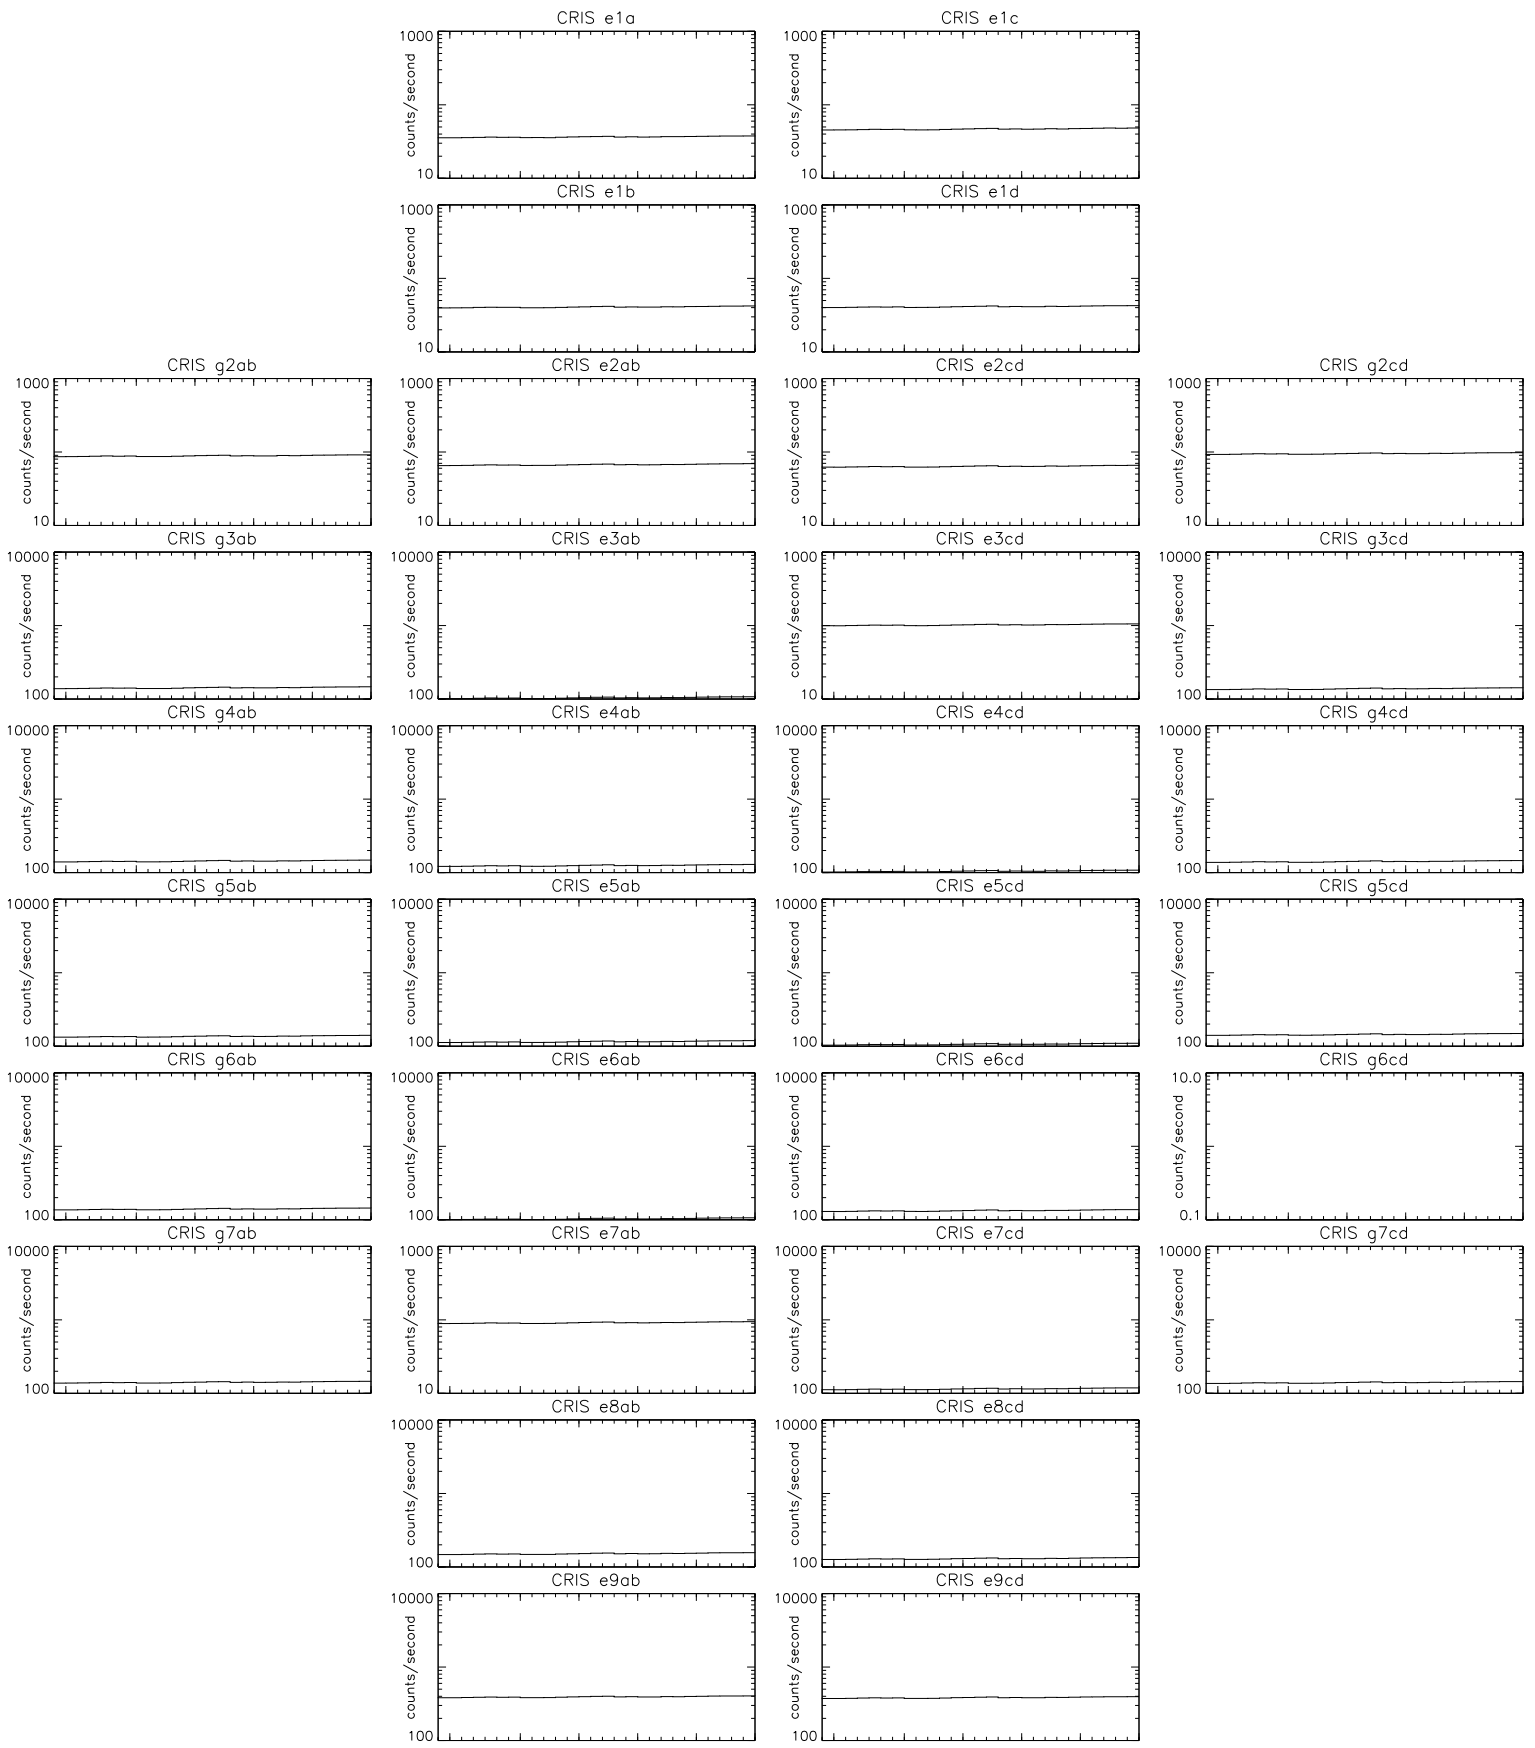 CRIS e1a
CRIS e1c
1000
counts/second
10
1000
counts/second
10
CRIS e1b
CRIS e1d
1000
counts/second
10
1000
counts/second
10
CRIS g2ab
CRIS e2ab
CRIS e2cd
CRIS g2cd
1000
counts/second
10
1000
counts/second
10
1000
counts/second
10
1000
counts/second
10
CRIS g3ab
CRIS e3ab
CRIS e3cd
CRIS g3cd
10000
counts/second
100
10000
counts/second
100
1000
counts/second
10
10000
counts/second
100
CRIS g4ab
CRIS e4ab
CRIS e4cd
CRIS g4cd
10000
counts/second
100
10000
counts/second
100
10000
counts/second
100
10000
counts/second
100
CRIS g5ab
CRIS e5ab
CRIS e5cd
CRIS g5cd
10000
counts/second
100
10000
counts/second
100
10000
counts/second
100
10000
counts/second
100
CRIS g6ab
CRIS e6ab
CRIS e6cd
CRIS g6cd
10000
counts/second
100
10000
counts/second
100
10000
counts/second
100
10.0
counts/second
0.1
CRIS g7ab
CRIS e7ab
CRIS e7cd
CRIS g7cd
10000
counts/second
100
1000
counts/second
10
10000
counts/second
100
10000
counts/second
100
CRIS e8ab
CRIS e8cd
10000
counts/second
100
10000
counts/second
100
CRIS e9ab
CRIS e9cd
10000
counts/second
100
10000
counts/second
100